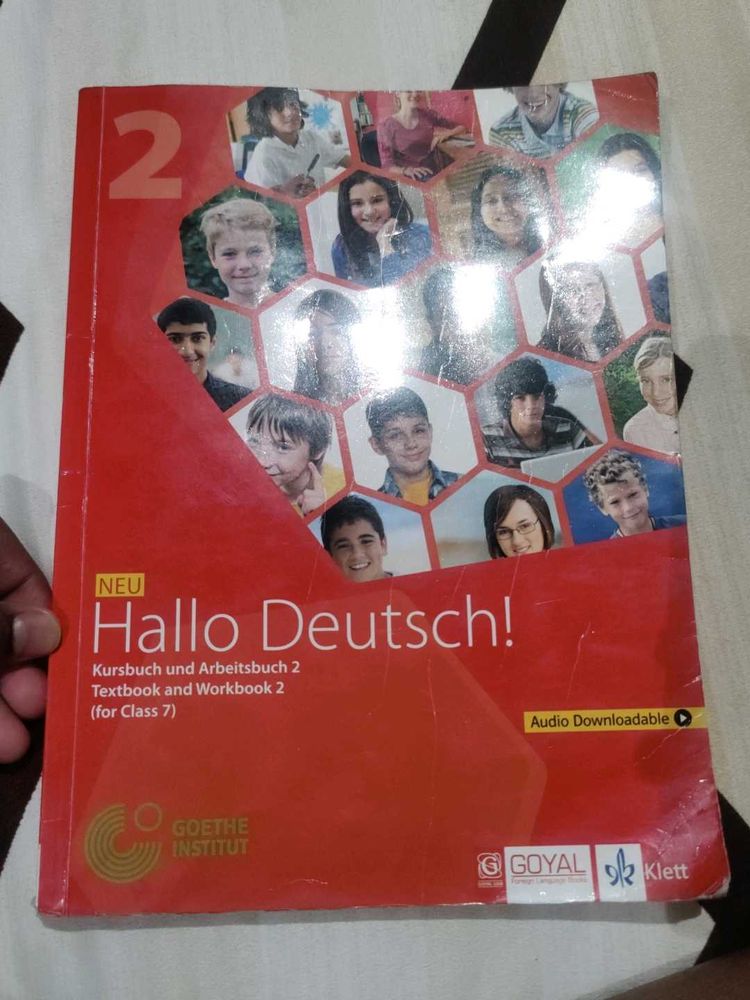 2
NEU
Hallo Deutsch!
Kursbuch und Arbeitsbuch 2
Textbook and Workbook 2
(for Class 7)
Audio Downloadable
GOETHE
INSTITUT
GOYAL
Foreign Language Books
Klett